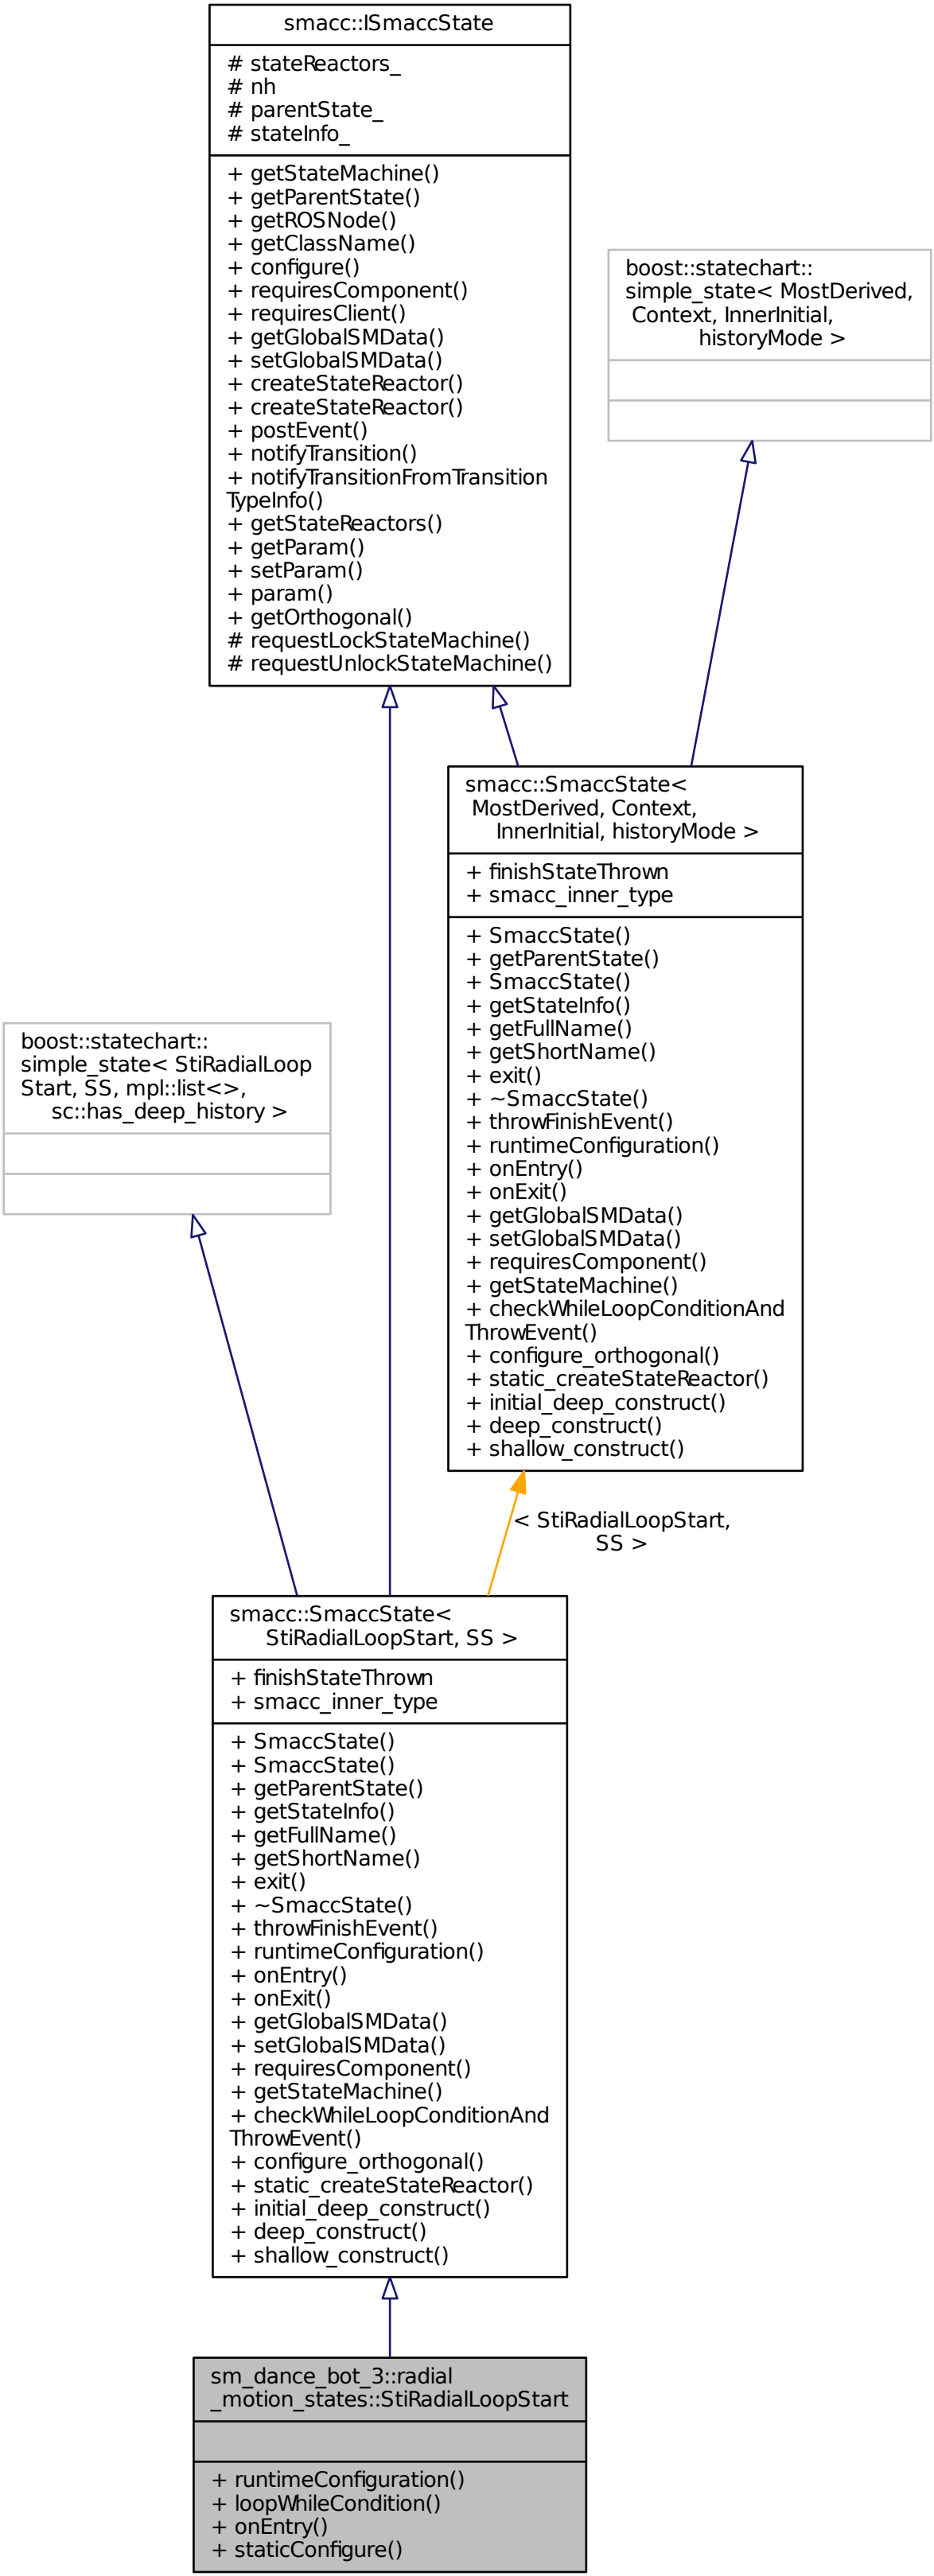 smacc::ISmaccState
# stateReactors_
# nh
# parentState_
# stateInfo_
+ getStateMachine()
+ getParentState()
+ getROSNode()
+ getClassName()
+ configure()
+ requiresComponent()
+ requiresClient()
+ getGlobalSMData()
+ setGlobalSMData()
+ createStateReactor()
+ createStateReactor()
+ postEvent()
+ notifyTransition()
+ notifyTransitionFromTransition
TypeInfo()
+ getStateReactors()
+ getParam()
+ setParam()
+ param()
+ getOrthogonal()
# requestLockStateMachine()
# requestUnlockStateMachine()
boost::statechart::
simple_state< MostDerived,
Context, InnerInitial,
historyMode >
smacc::SmaccState<
MostDerived, Context,
InnerInitial, historyMode >
+ finishStateThrown
+ smacc_inner_type
+ SmaccState()
+ getParentState()
+ SmaccState()
+ getStateInfo()
+ getFullName()
+ getShortName()
+ exit()
+ ~SmaccState()
+ throwFinishEvent()
+ runtimeConfiguration()
+ onEntry()
+ onExit()
+ getGlobalSMData()
+ setGlobalSMData()
+ requiresComponent()
+ getStateMachine()
+ checkWhileLoopConditionAnd
ThrowEvent()
+ configure_orthogonal()
+ static_createStateReactor()
+ initial_deep_construct()
+ deep_construct()
+ shallow_construct()
boost::statechart::
simple_state< StiRadialLoop
Start, SS, mpl::list<>,
sc::has_deep_history >
< StiRadialLoopStart,
SS >
smacc::SmaccState<
StiRadialLoopStart, SS >
+ finishStateThrown
+ smacc_inner_type
+ SmaccState()
+ SmaccState()
+ getParentState()
+ getStateInfo()
+ getFullName()
+ getShortName()
+ exit()
+ ~SmaccState()
+ throwFinishEvent()
+ runtimeConfiguration()
+ onEntry()
+ onExit()
+ getGlobalSMData()
+ setGlobalSMData()
+ requiresComponent()
+ getStateMachine()
+ checkWhileLoopConditionAnd
ThrowEvent()
+ configure_orthogonal()
+ static_createStateReactor()
+ initial_deep_construct()
+ deep_construct()
+ shallow_construct()
sm_dance_bot_3::radial
_motion_states::StiRadialLoopStart
+ runtimeConfiguration()
+ loopWhileCondition()
+ onEntry()
+ staticConfigure()